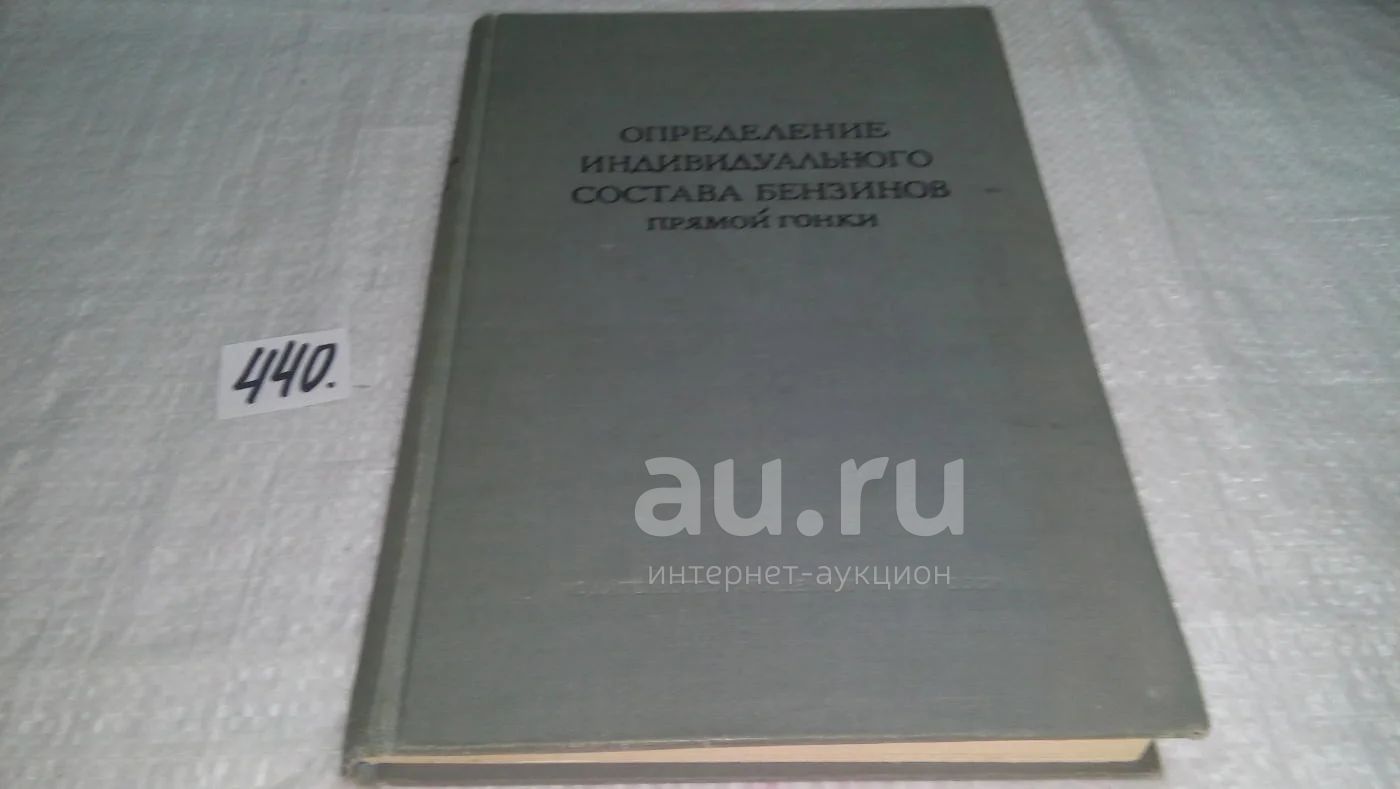 ОПРЕДЕЛЕНИЕ
ИНДИВИДУАЛЬНОГО
СОСТАВА БЕНЗИНОВ
ПРЯМОЙ ГОНКИ
440.
au.ru
интернет-аукцион